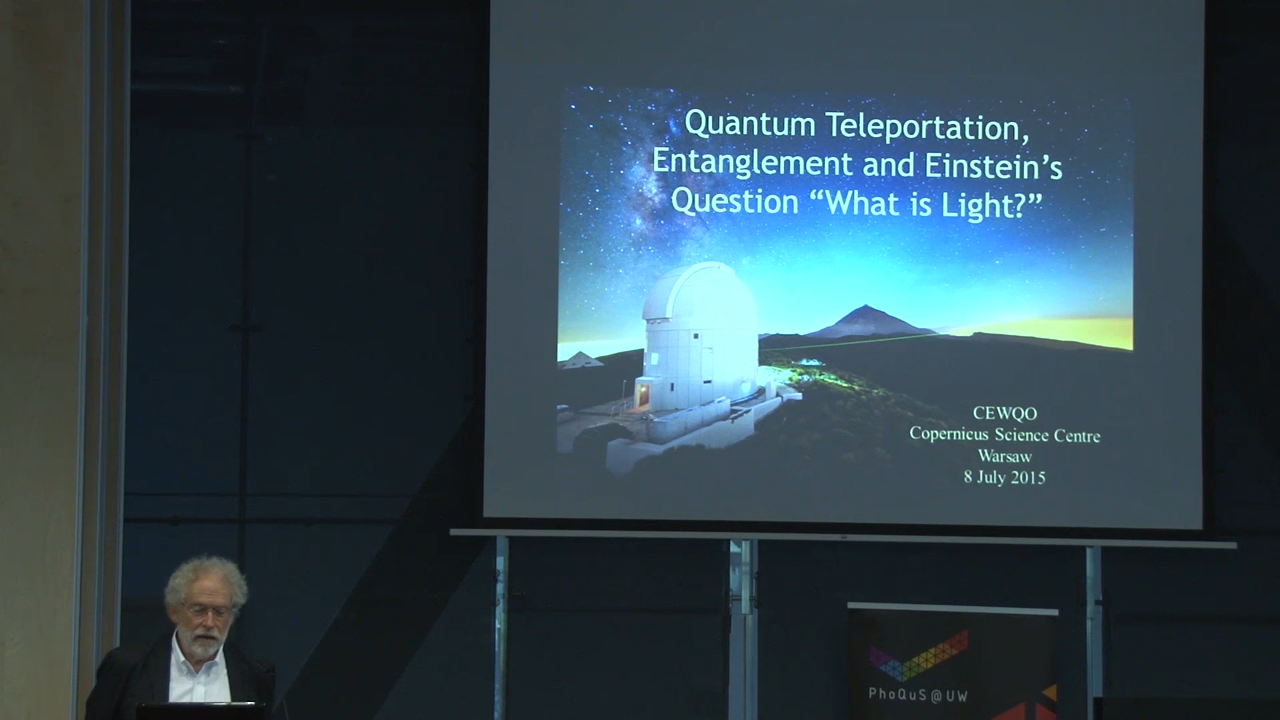 Quantum Teleportation,
Entanglement and Einstein’s
Question “What is Light?”
CEWQO
Copernicus Science Centre
Warsaw
8 July 2015
PhoQuS@UW